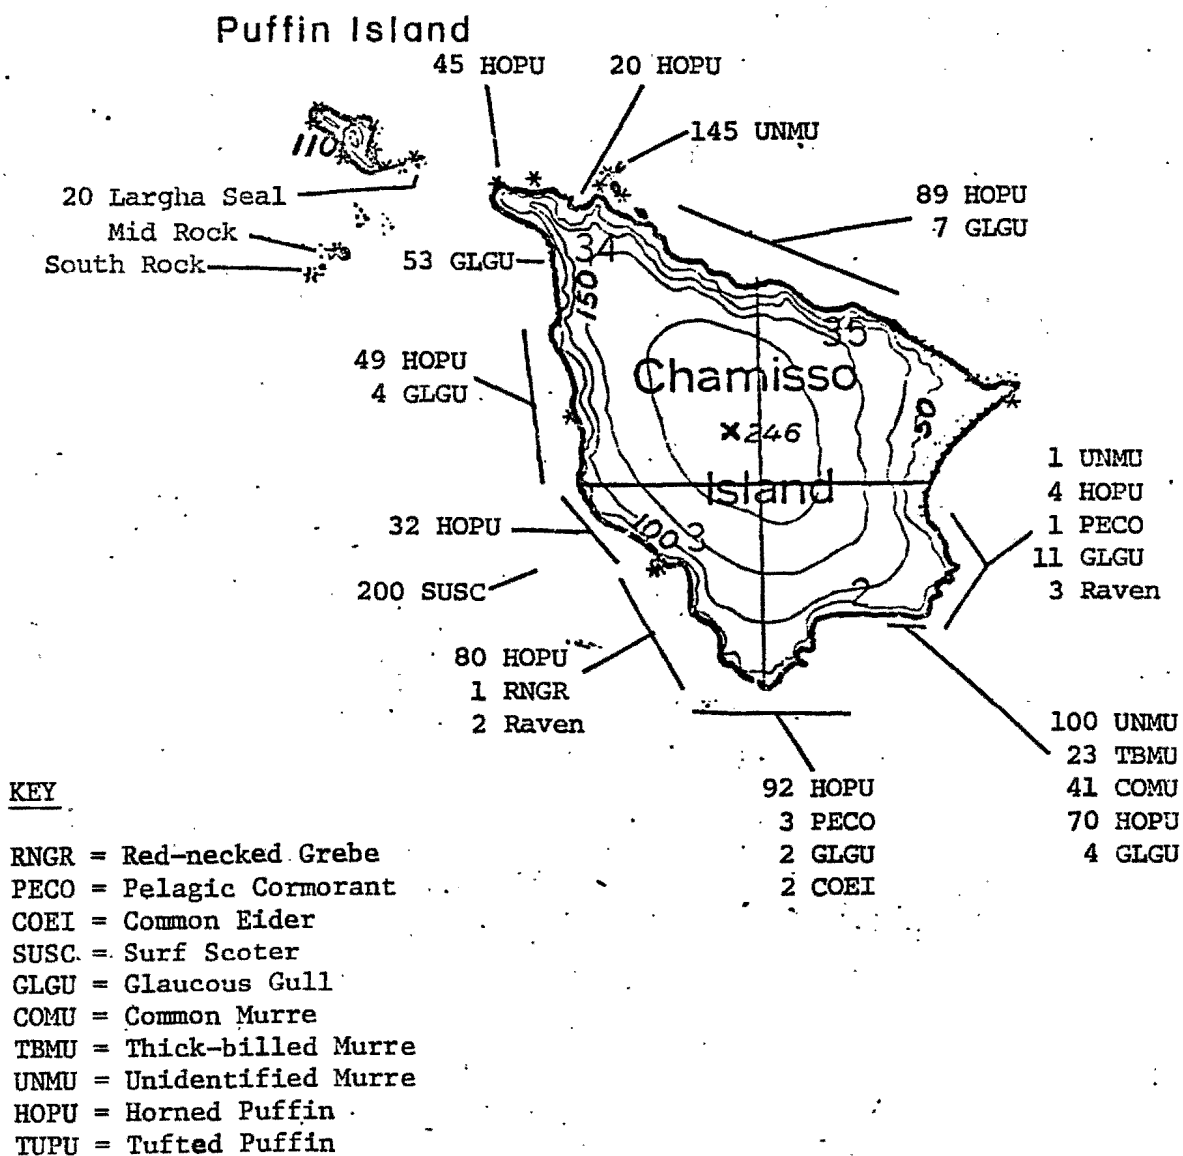 Puffin Island
45 HOPU
20 HOPU
145 UNMU
110
20 Largha Seal
Mid Rock
South Rock
89 HOPU
7 GLGU
53 GLGU
34
150
35
49 HOPU
4 GLGU
Chamisso
x246
Island
50
1 UNMU
4 HOPU
1 PECO
11 GLGU
3 Raven
32 HOPU
100
3
2
200 SUSC
80 HOPU
1 RNGR
2 Raven
100 UNMU
23 TBMU
41 COMU
70 HOPU
4 GLGU
92 HOPU
3 PECO
2 GLGU
2 COEI
KEY
RNGR = Red-necked Grebe
PECO = Pelagic Cormorant
COEI = Common Eider
SUSC = Surf Scoter
GLGU = Glaucous Gull
COMU = Common Murre
TBMU = Thick-billed Murre
UNMU = Unidentified Murre
HOPU = Horned Puffin
TUPU = Tufted Puffin